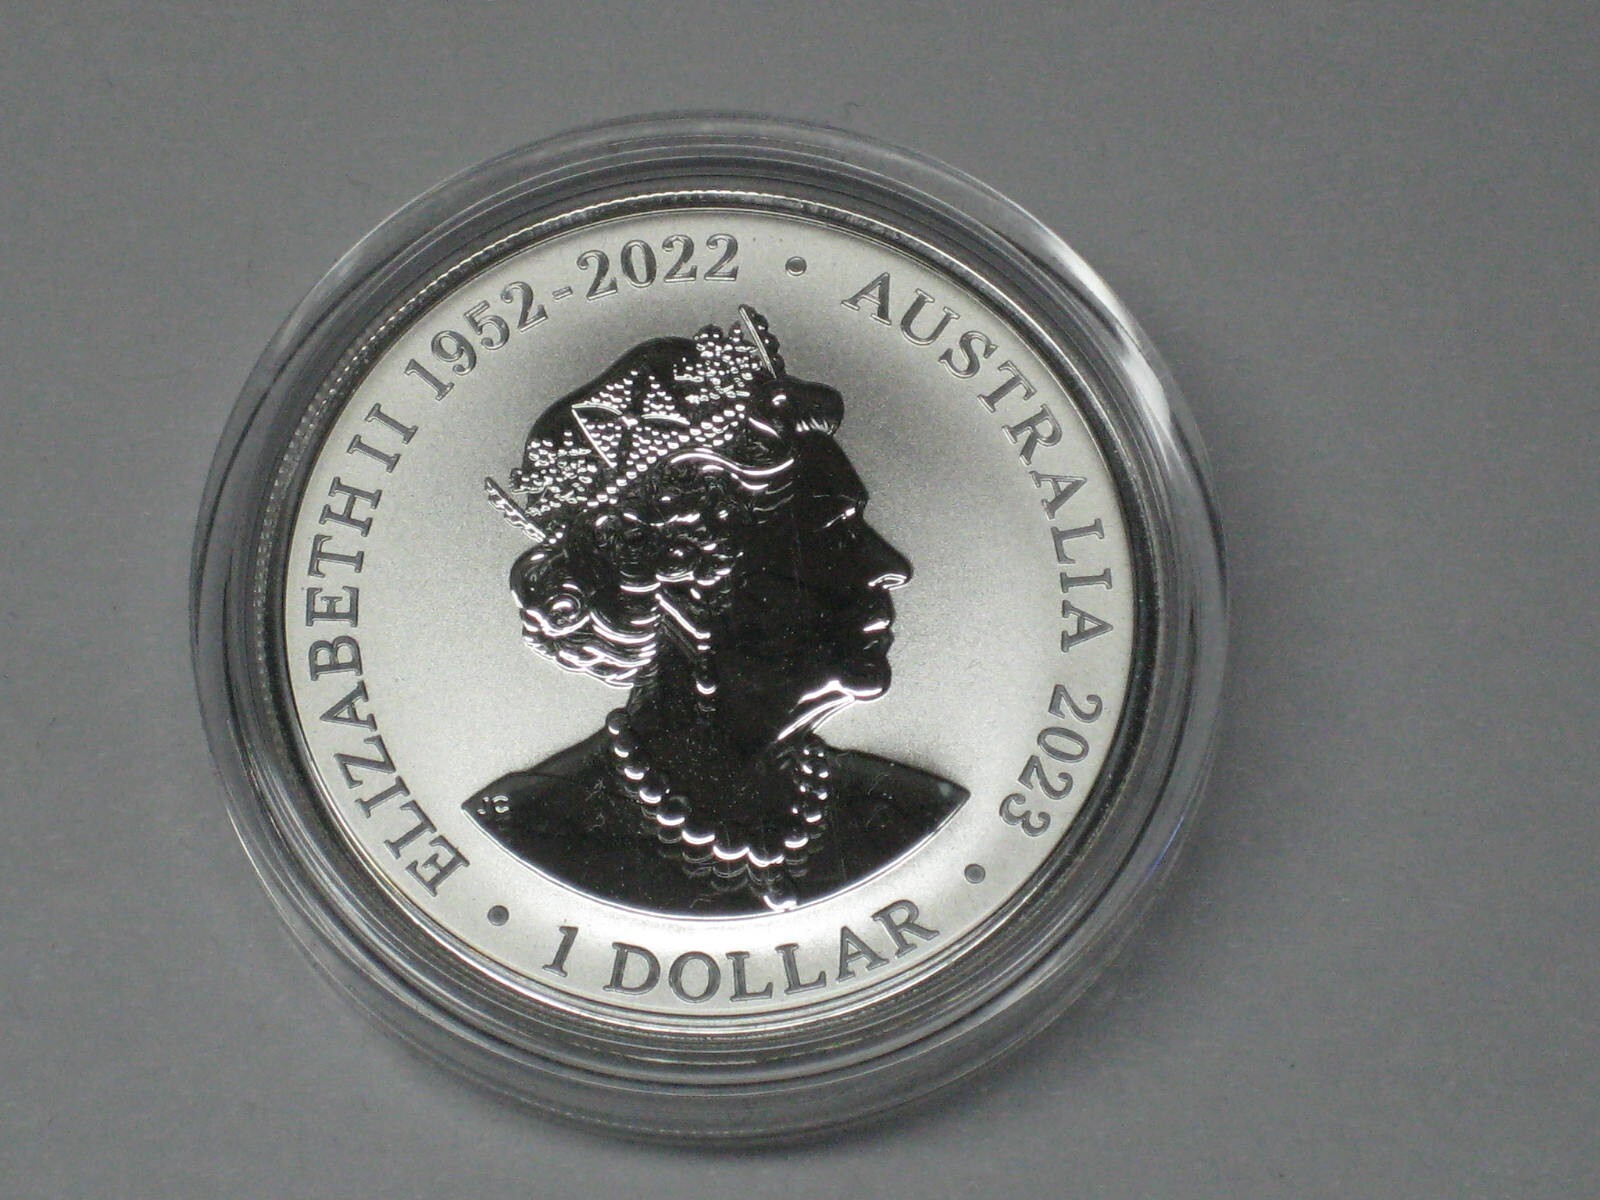 ELIZABETH II 1952-2022 • AUSTRALIA 2023 • 1 DOLLAR •
JC